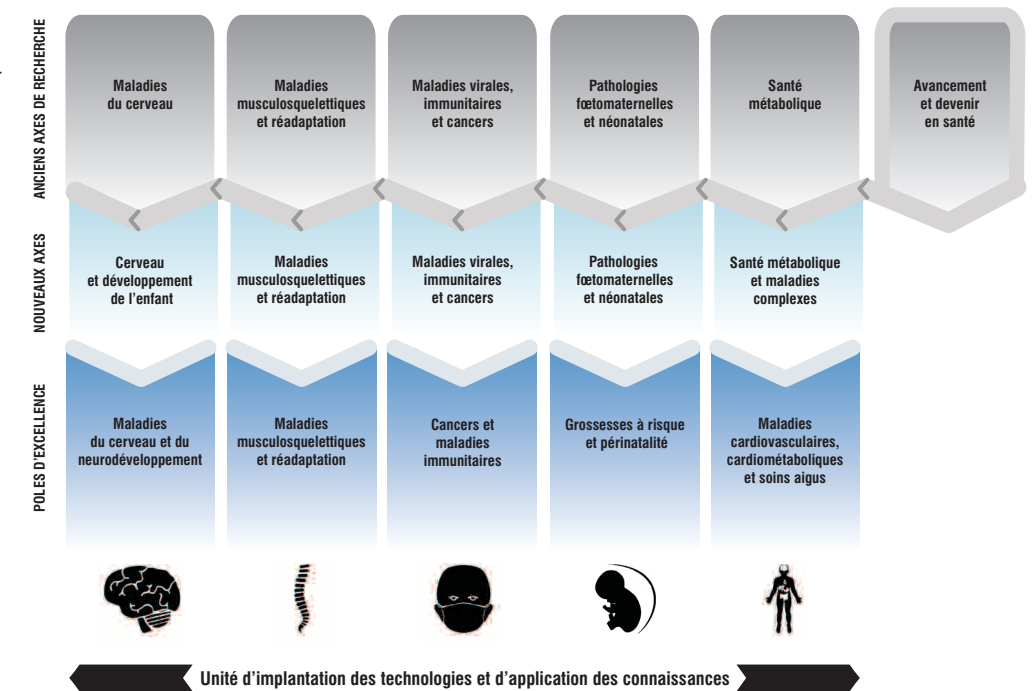 ANCIENS AXES DE RECHERCHE
Maladies
du cerveau
Maladies
musculosquelettiques
et réadaptation
Maladies virales,
immunitaires
et cancers
Pathologies
fœtomaternelles
et néonatales
Santé
métabolique
Avancement
et devenir
en santé
NOUVEAUX AXES
Cerveau
et développement
de l'enfant
Maladies
musculosquelettiques
et réadaptation
Maladies virales,
immunitaires
et cancers
Pathologies
fœtomaternelles
et néonatales
Santé métabolique
et maladies
complexes
POLES D'EXCELLENCE
Maladies
du cerveau et du
neurodéveloppement
Maladies
musculosquelettiques
et réadaptation
Cancers et
maladies
immunitaires
Grossesses à risque
et périnatalité
Maladies
cardiovasculaires,
cardiométaboliques
et soins aigus
Unité d'implantation des technologies et d'application des connaissances